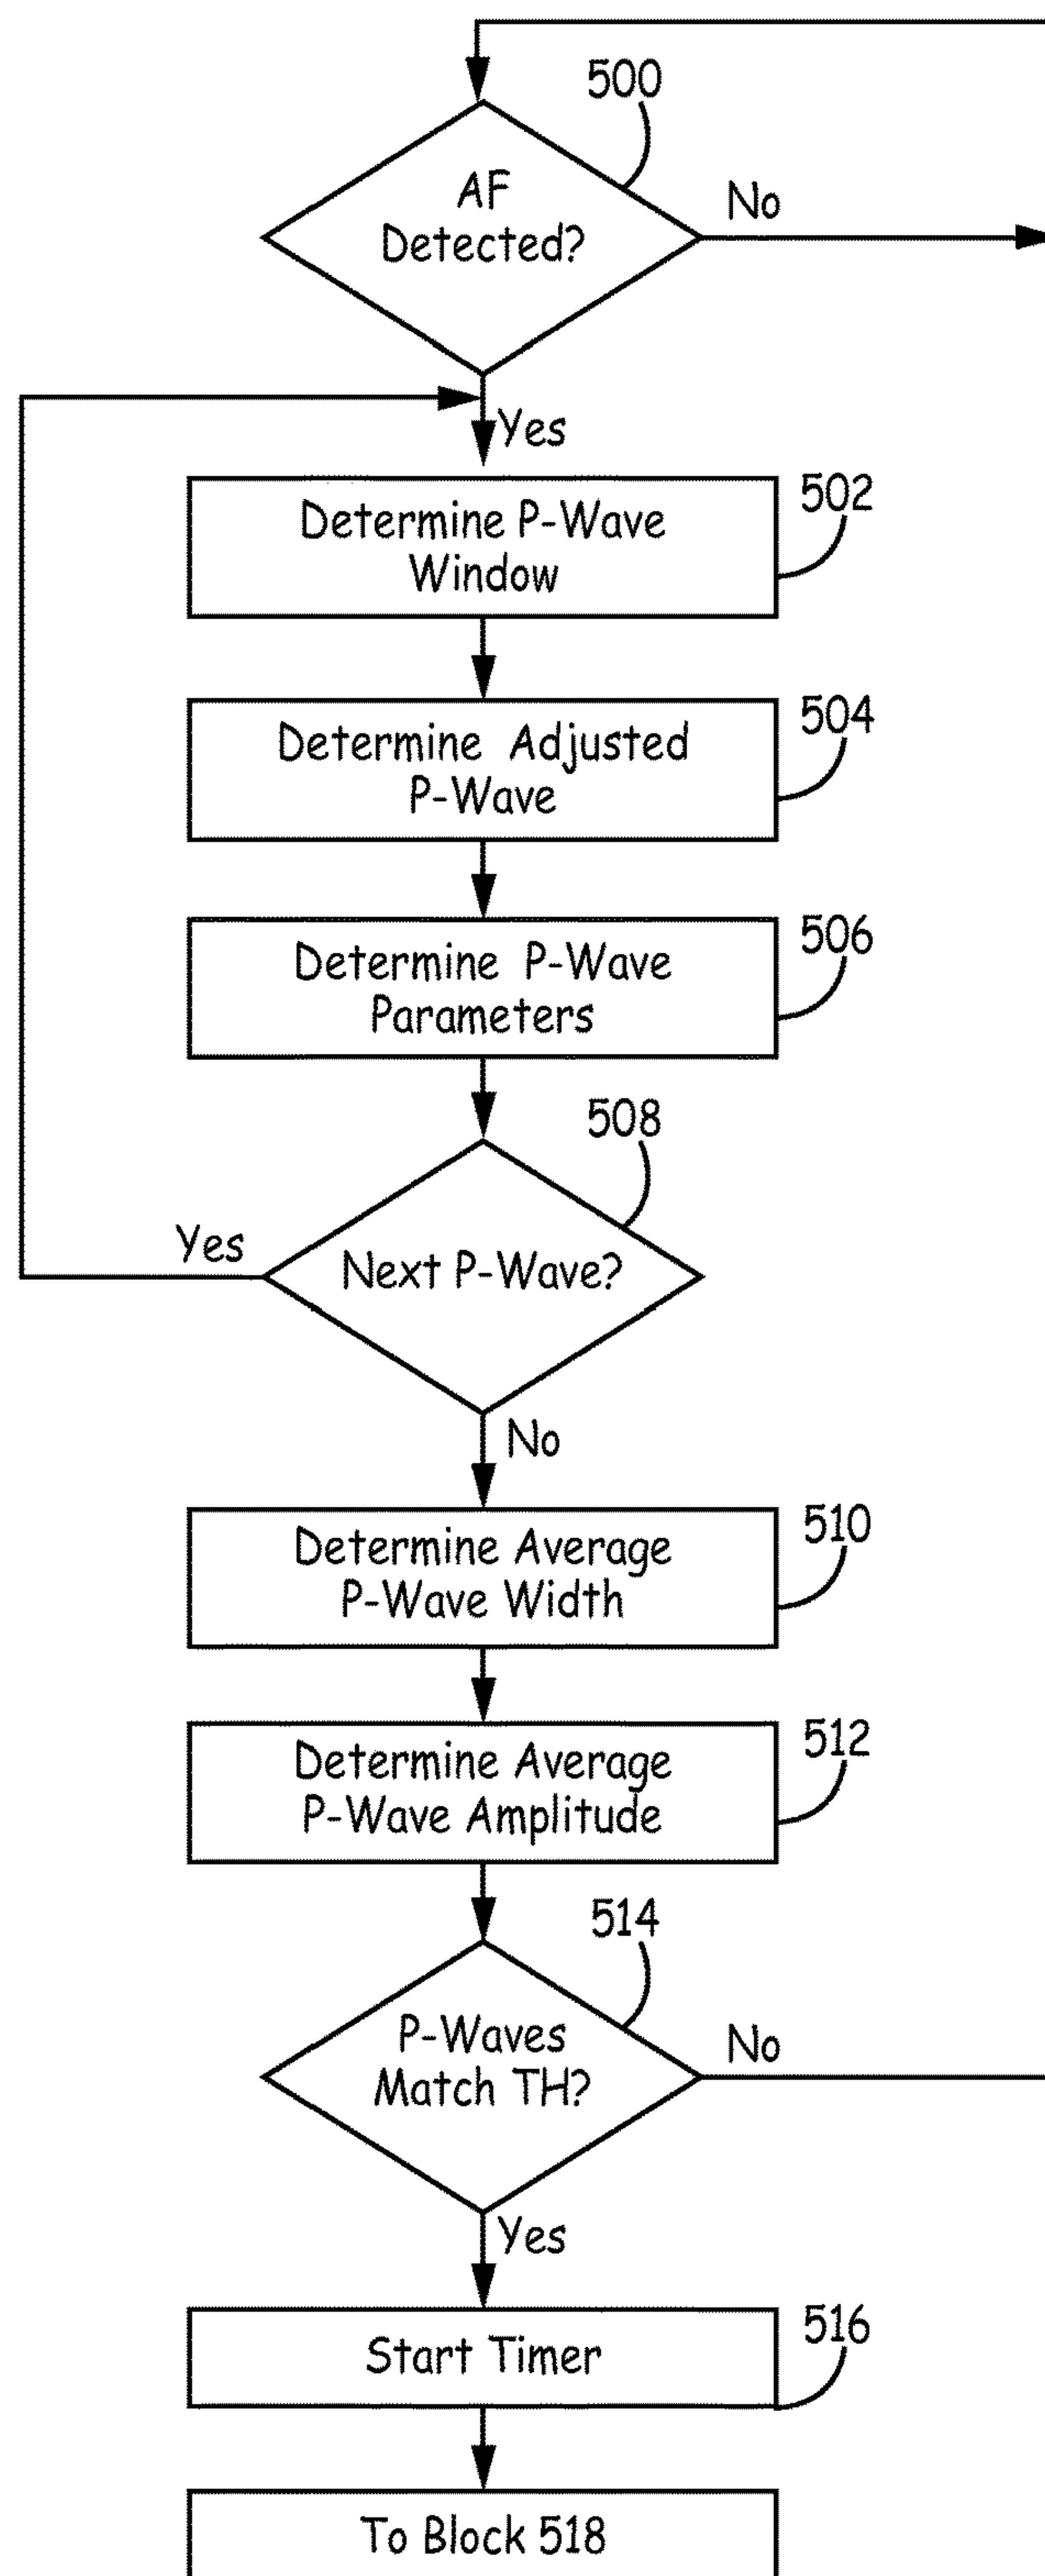 500
AF
Detected?
No
Yes
502
Determine P-Wave
Window
504
Determine Adjusted
P-Wave
506
Determine P-Wave
Parameters
508
Yes
Next P-Wave?
No
510
Determine Average
P-Wave Width
512
Determine Average
P-Wave Amplitude
514
P-Waves
Match TH?
No
Yes
516
Start Timer
To Block 518